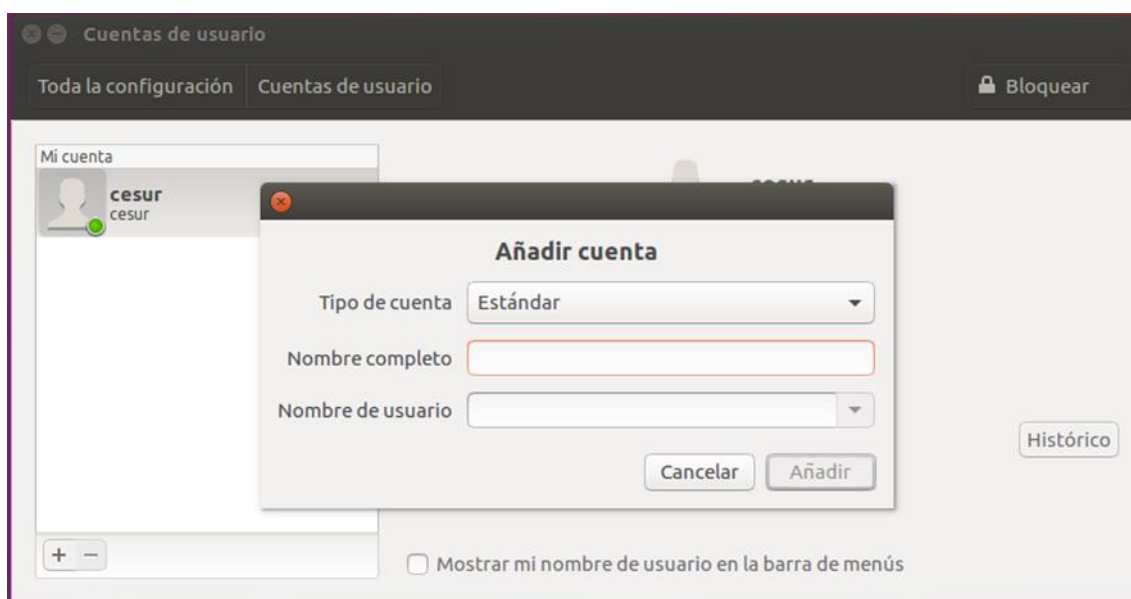 Cuentas de usuario
Toda la configuración Cuentas de usuario Bloquear
Mi cuenta
cesur
cesur
Añadir cuenta
Tipo de cuenta Estándar
Nombre completo
Nombre de usuario
Cancelar Añadir
Histórico
+ −
Mostrar mi nombre de usuario en la barra de menús